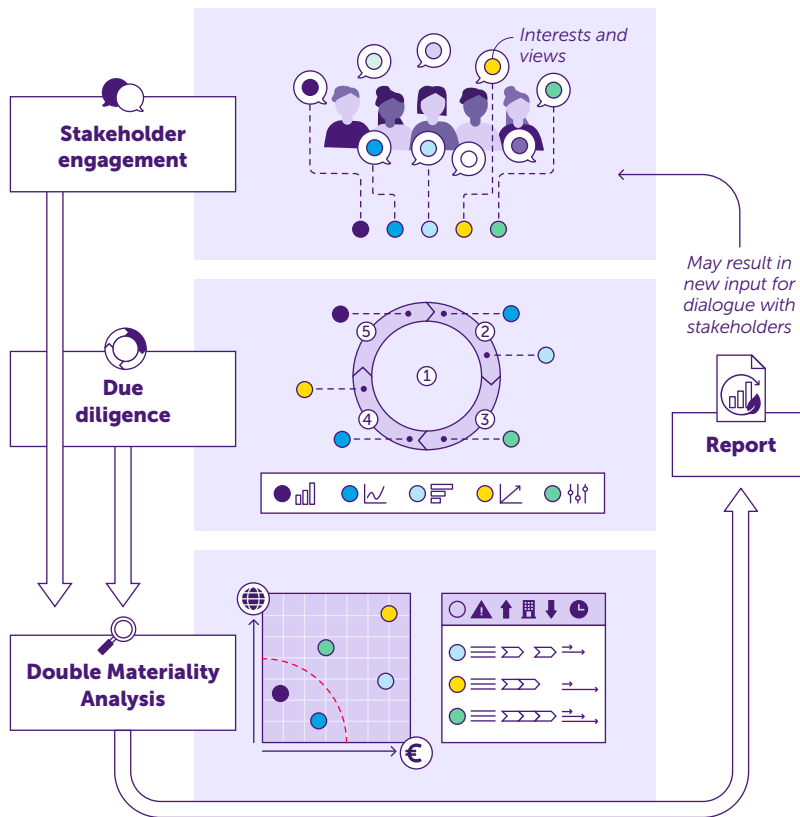 Interests and
views
Stakeholder
engagement
May result in
new input for
dialogue with
stakeholders
5
2
1
4
3
Due
diligence
Report
Double Materiality
Analysis
€